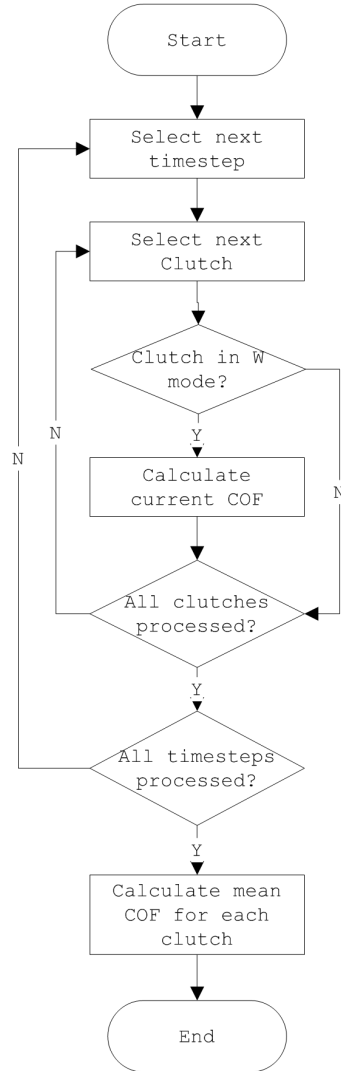 Start
Select next
timestep
Select next
Clutch
Clutch in W
mode?
N
Y
N
N
Calculate
current COF
All clutches
processed?
Y
All timesteps
processed?
Y
Calculate mean
COF for each
clutch
End